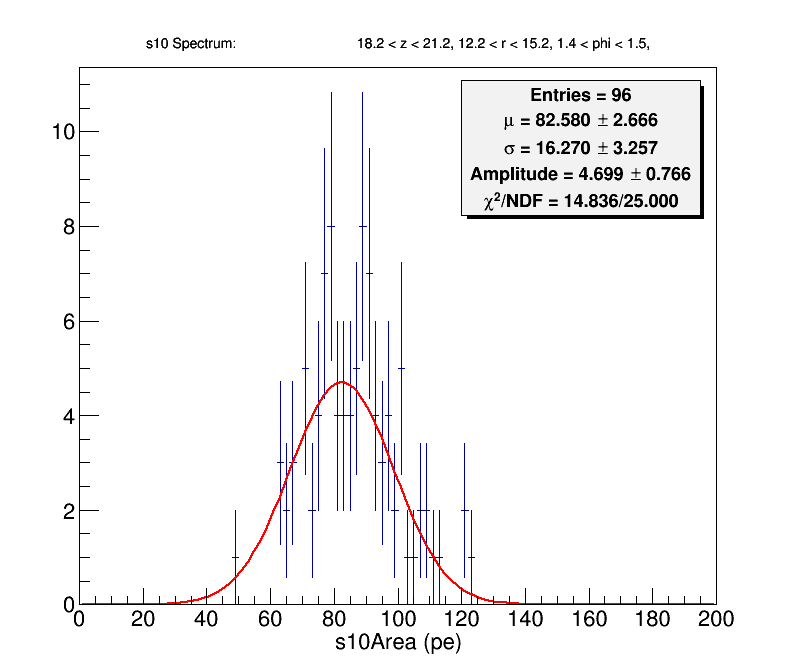 s10 Spectrum: 18.2 < z < 21.2, 12.2 < r < 15.2, 1.4 < phi < 1.5,
Entries = 96
μ = 82.580 ± 2.666
σ = 16.270 ± 3.257
Amplitude = 4.699 ± 0.766
χ²/NDF = 14.836/25.000
10
8
6
4
2
0
0 20 40 60 80 100 120 140 160 180 200
s10Area (pe)